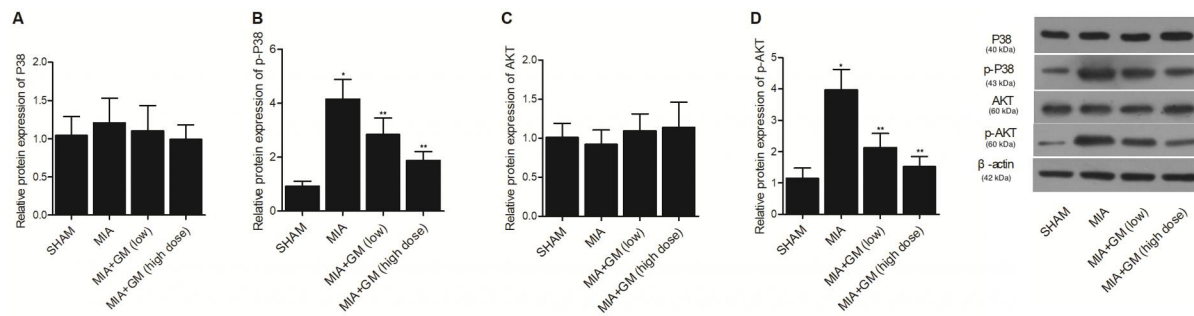 A
Relative protein expression of P38
2.0
1.5
1.0
0.5
0.0
SHAM
MIA
MIA+GM (low)
MIA+GM (high dose)
B
Relative protein expression of p-P38
6
4
2
0
*
**
**
SHAM
MIA
MIA+GM (low)
MIA+GM (high dose)
C
Relative protein expression of AKT
2.0
1.5
1.0
0.5
0.0
SHAM
MIA
MIA+GM (low)
MIA+GM (high dose)
D
Relative protein expression of p-AKT
5
4
3
2
1
0
*
**
**
SHAM
MIA
MIA+GM (low)
MIA+GM (high dose)
P38
(40 kDa)
p-P38
(43 kDa)
AKT
(60 kDa)
p-AKT
(60 kDa)
β -actin
(42 kDa)
SHAM
MIA
MIA+GM (low)
MIA+GM (high dose)